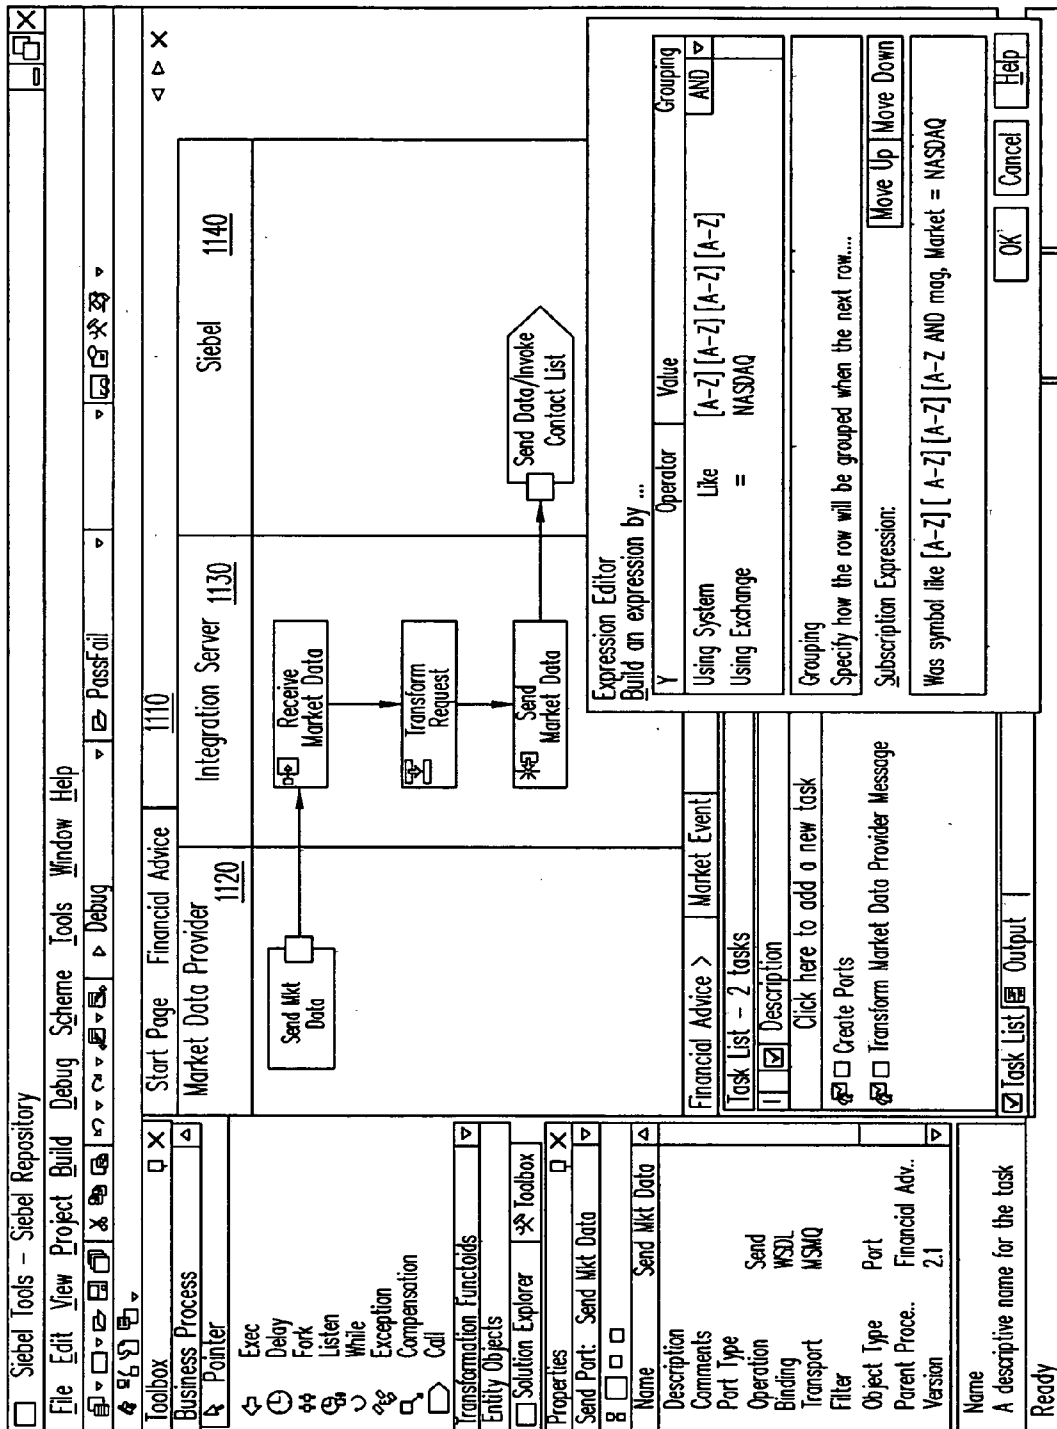 Siebel Tools – Siebel Repository
File Edit View Project Build Debug Scheme Tools Window Help
Debug
PassFail
Toolbox
Business Process
Pointer
Exec
Delay
Fork
Listen
While
Exception
Compensation
Call
Transformation Functoids
Entity Objects
Solution Explorer Toolbox
Properties
Send Port: Send Mkt Data
Name Send Mkt Data
Description
Comments
Port Type
Operation Send
Binding WSDL
Transport MSMQ
Filter
Object Type Port
Parent Proce.. Financial Adv..
Version 2.1
Name
A descriptive name for the task
Ready
Start Page Financial Advice 1110
Market Data Provider
1120
Integration Server
1130
Siebel
1140
Send Mkt
Data
Receive
Market Data
Transform
Request
Send
Market Data
Send Data/Invoke
Contact List
Financial Advice > Market Event
Task List – 2 tasks
! Description
Click here to add a new task
Create Ports
Transform Market Data Provider Message
Task List Output
Expression Editor
Build an expression by ...
Y Operator Value Grouping
Using System Like [A-Z] [A-Z] [A-Z] [A-Z] AND
Using Exchange = NASDAQ
Grouping
Specify how the row will be grouped when the next row....
Subscription Expression:
Move Up Move Down
Was symbol like [A-Z] [ A-Z] [A-Z] [A-Z AND mag, Market = NASDAQ
OK Cancel Help